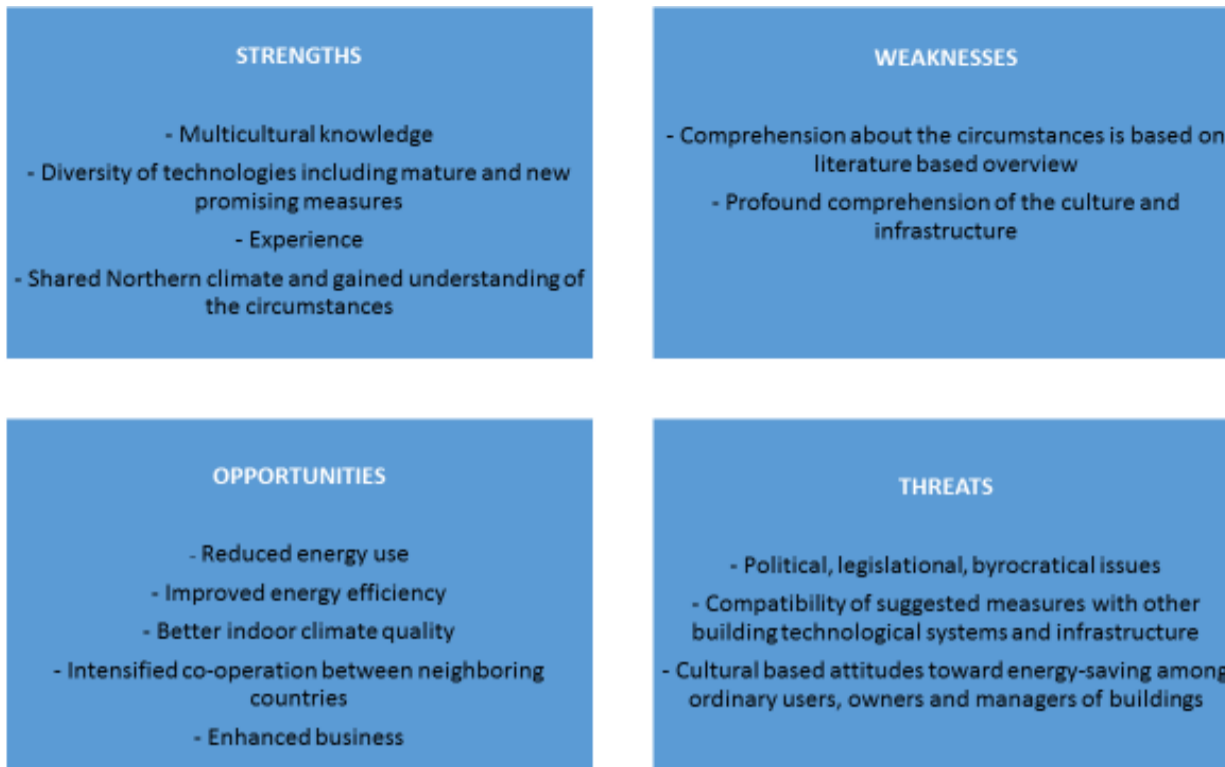 STRENGTHS
- Multicultural knowledge
- Diversity of technologies including mature and new
promising measures
- Experience
- Shared Northern climate and gained understanding of
the circumstances
WEAKNESSES
- Comprehension about the circumstances is based on
literature based overview
- Profound comprehension of the culture and
infrastructure
OPPORTUNITIES
- Reduced energy use
- Improved energy efficiency
- Better indoor climate quality
- Intensified co-operation between neighboring
countries
- Enhanced business
THREATS
- Political, legislational, byrocratical issues
- Compatibility of suggested measures with other
building technological systems and infrastructure
- Cultural based attitudes toward energy-saving among
ordinary users, owners and managers of buildings